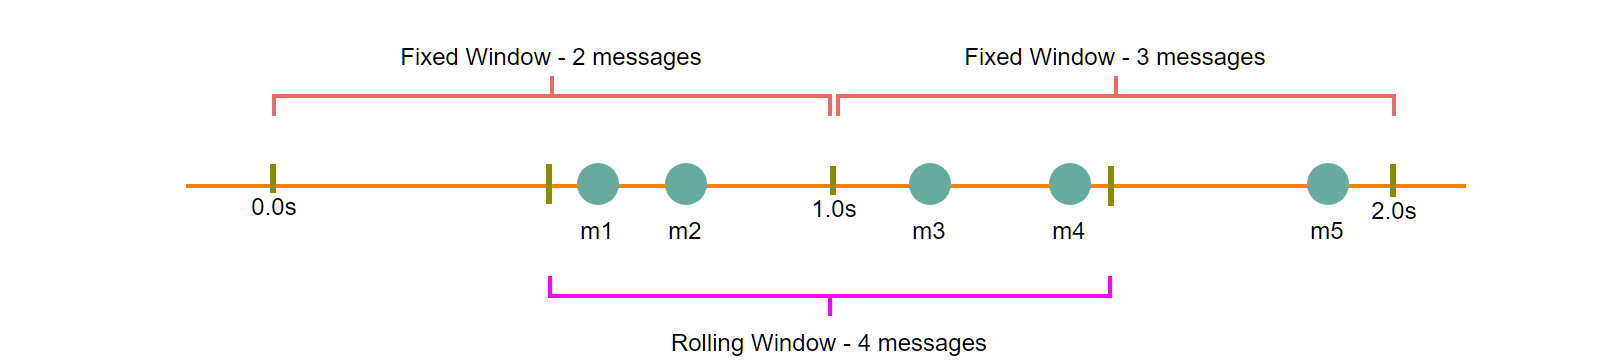 Fixed Window - 2 messages
Fixed Window - 3 messages
0.0s
1.0s
2.0s
m1
m2
m3
m4
m5
Rolling Window - 4 messages